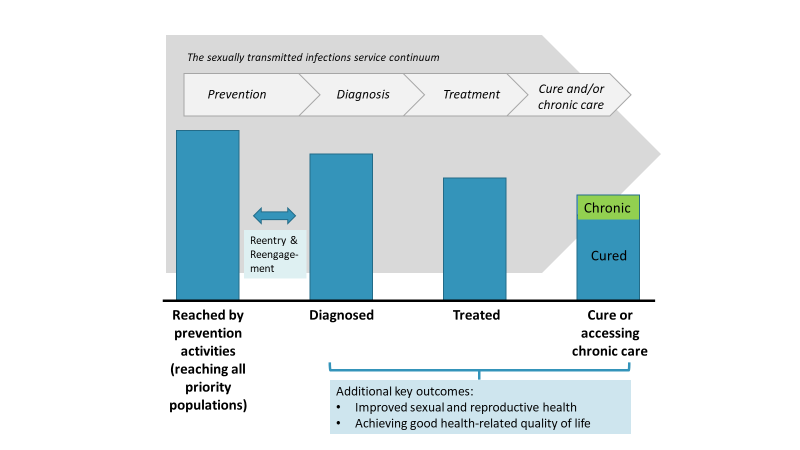 The sexually transmitted infections service continuum
Prevention
Diagnosis
Treatment
Cure and/or
chronic care
Reentry &
Reengage-
ment
Chronic
Cured
Reached by
prevention
activities
(reaching all
priority
populations)
Diagnosed
Treated
Cure or
accessing
chronic care
Additional key outcomes:
• Improved sexual and reproductive health
• Achieving good health-related quality of life